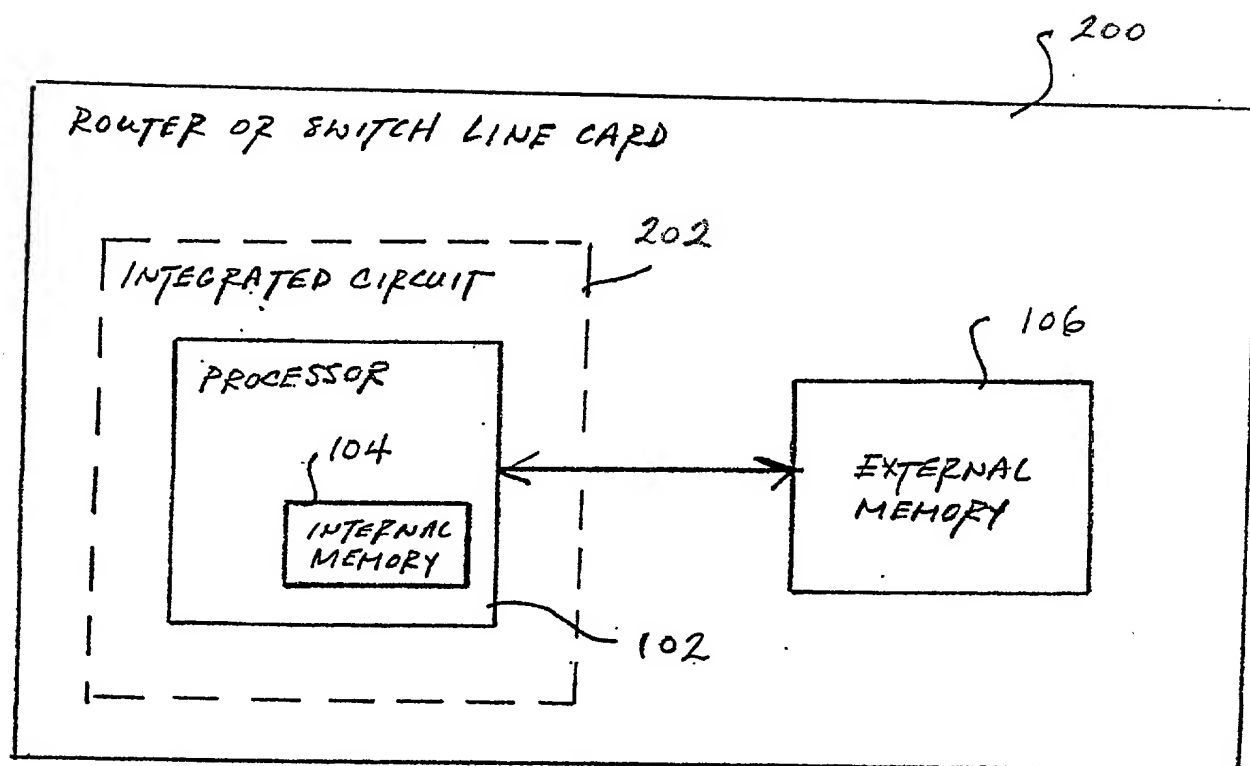 200
ROUTER OR SWITCH LINE CARD
202
INTEGRATED CIRCUIT
106
PROCESSOR
104
INTERNAL
MEMORY
EXTERNAL
MEMORY
102